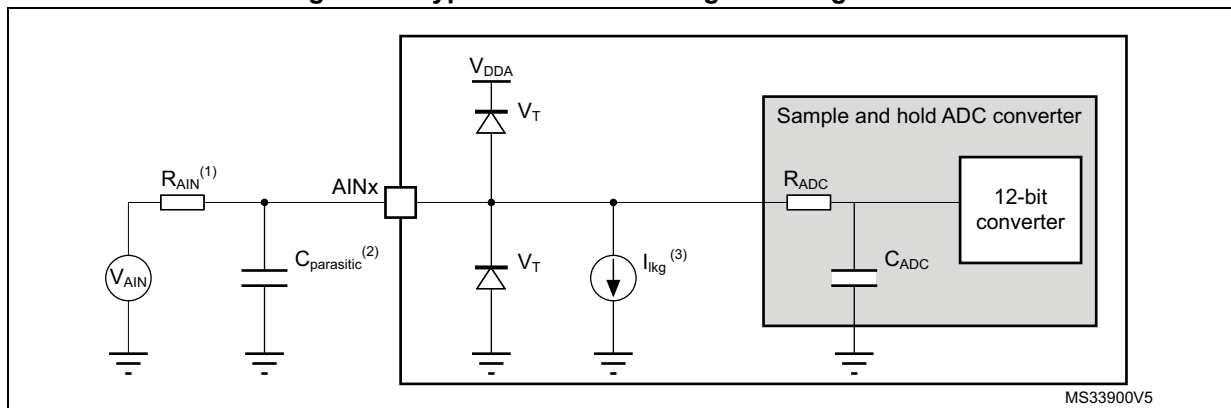 V_DDA
V_T
Sample and hold ADC converter
R_AIN^(1)
AINx
R_ADC
12-bit
converter
V_AIN
C_parasitic^(2)
V_T
I_lkg^(3)
C_ADC
MS33900V5